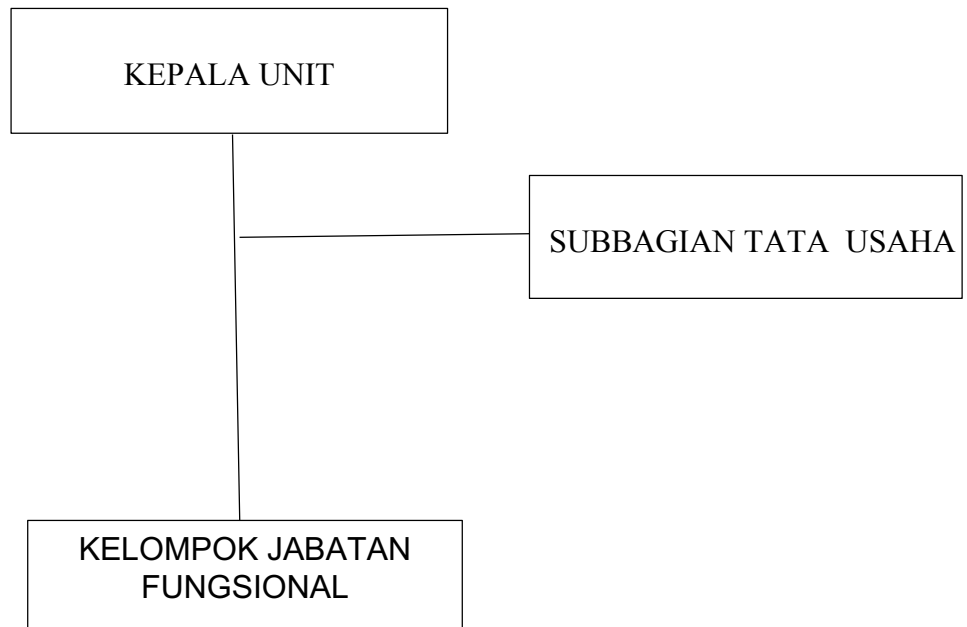 KEPALA UNIT
SUBBAGIAN TATA  USAHA
KELOMPOK JABATAN
FUNGSIONAL